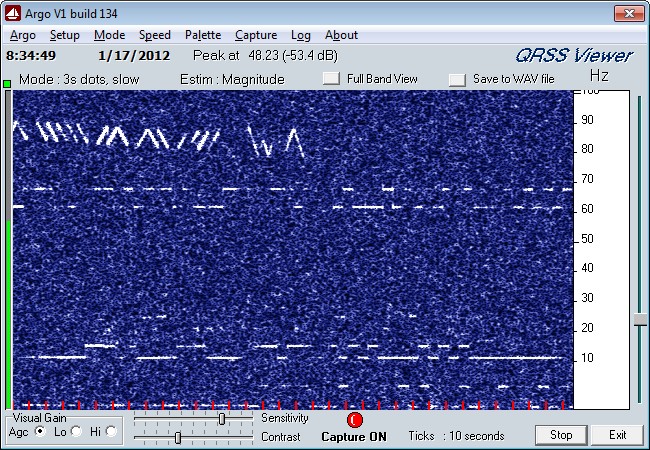 Argo V1 build 134
Argo Setup Mode Speed Palette Capture Log About
8:34:49 1/17/2012 Peak at 48.23 (-53.4 dB) QRSS Viewer
Mode : 3s dots, slow Estim : Magnitude Full Band View Save to WAV file Hz
100
90
80
70
60
50
40
30
20
10
Visual Gain Sensitivity
Agc Lo Hi Contrast Capture ON Ticks : 10 seconds Stop Exit